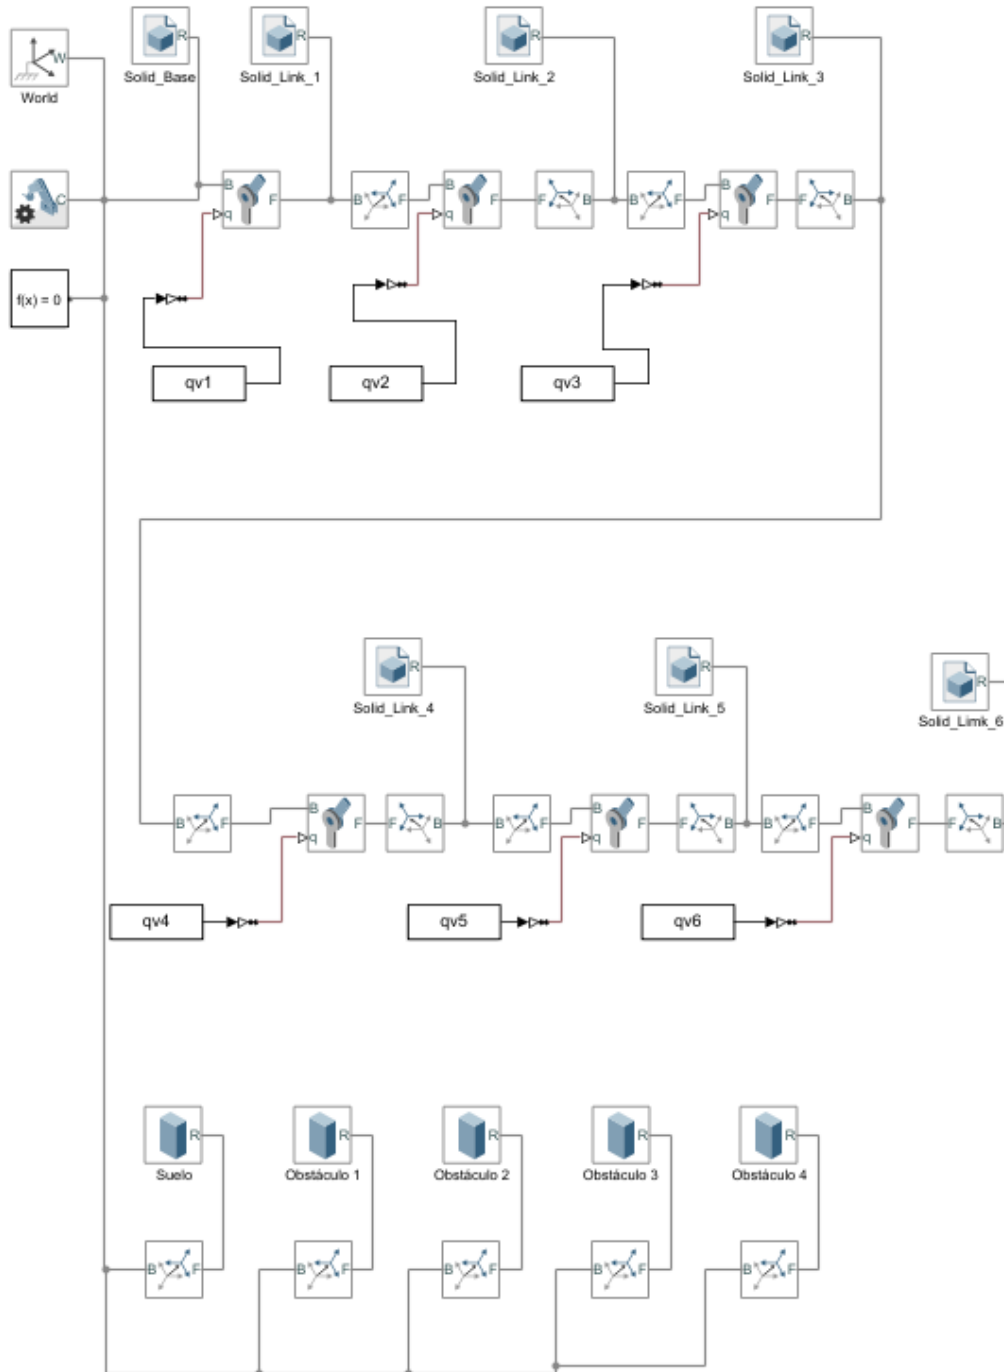 R
R
R
R
Solid_Base
Solid_Link_1
Solid_Link_2
Solid_Link_3
W
World
C
B
q
F
B
F
B
q
F
F
B
B
F
B
q
F
F
B
f(x) = 0
qv1
qv2
qv3
R
R
R
Solid_Link_4
Solid_Link_5
Solid_Limk_6
B
F
B
q
F
F
B
B
F
B
q
F
F
B
B
F
B
q
F
F
B
qv4
qv5
qv6
R
R
R
R
R
Suelo
Obstáculo 1
Obstáculo 2
Obstáculo 3
Obstáculo 4
B
F
B
F
B
F
B
F
B
F